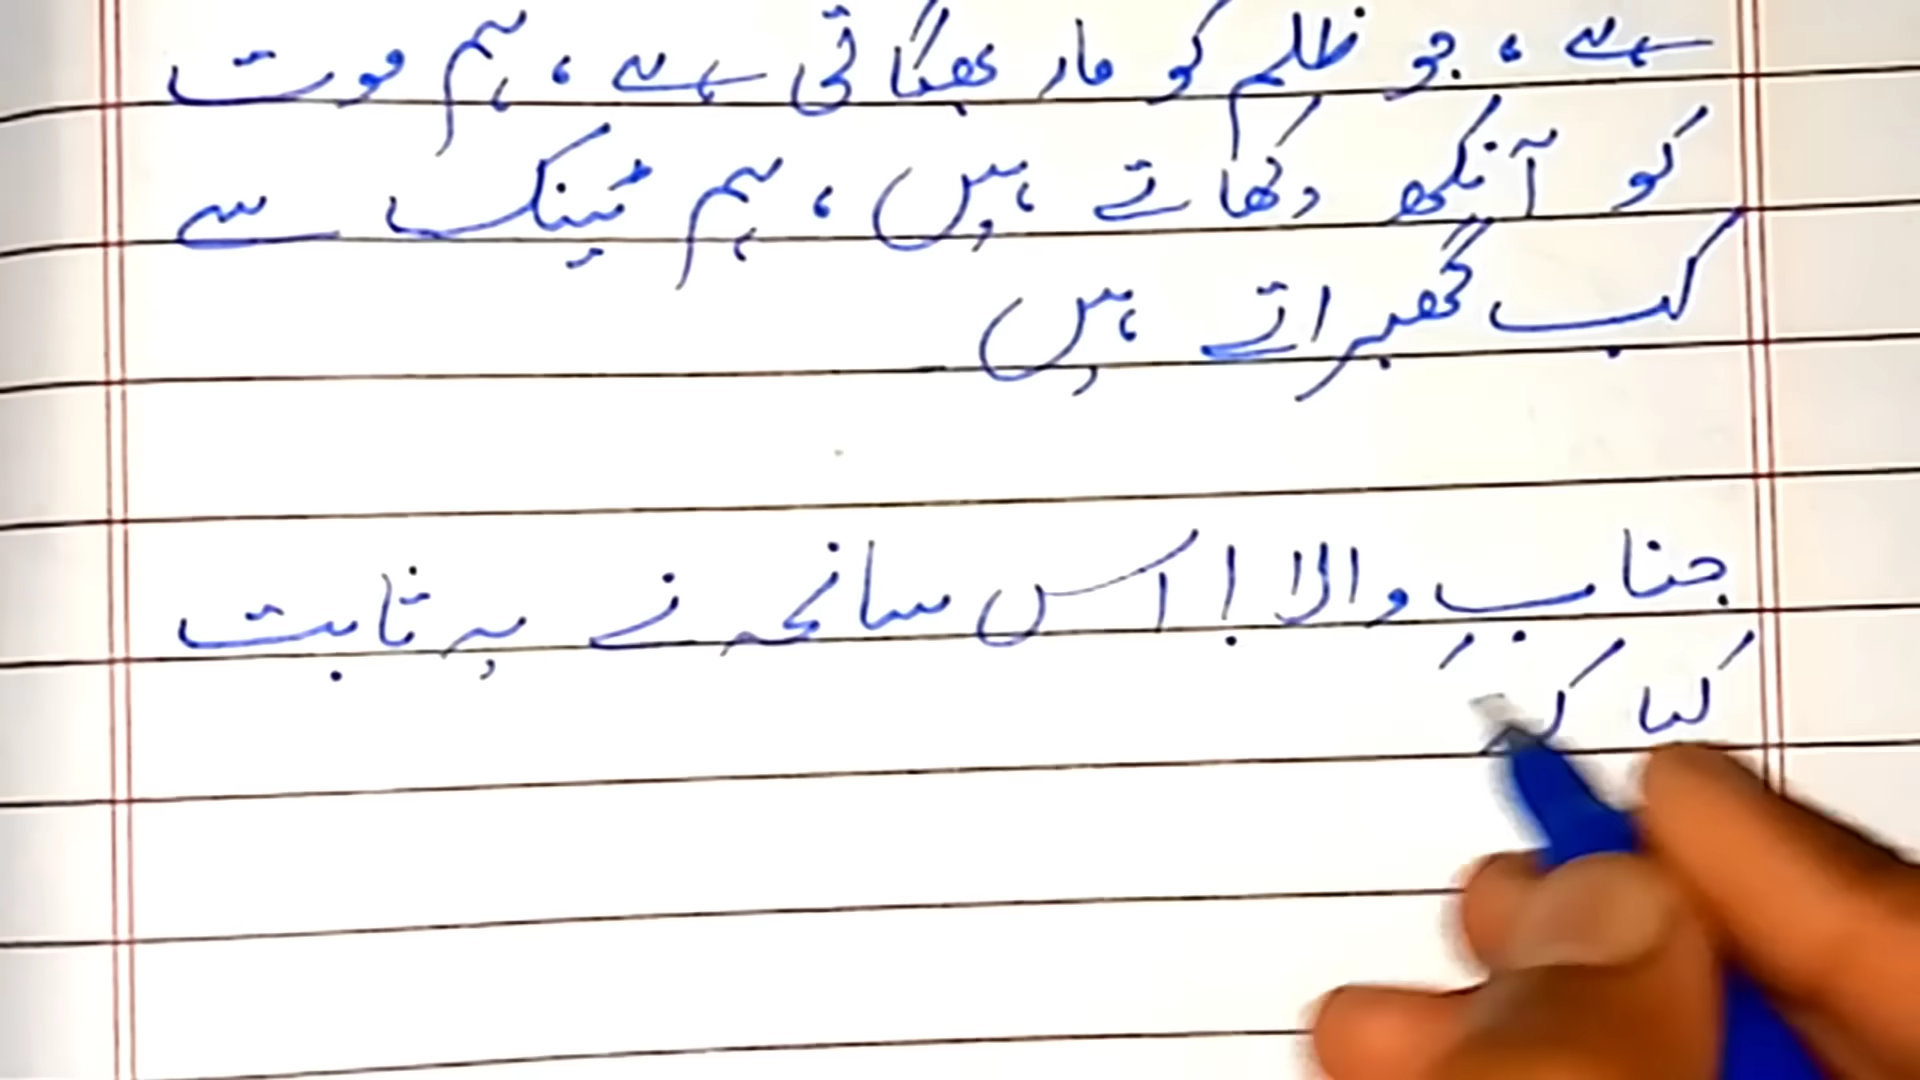 ہے ، جو ظلم کو مار بھگاتی ہے ، ہم موت
کو آنکھ دکھاتے ہیں ، ہم ٹینک سے
کب گھبراتے ہیں
جنابِ والا ! اس سانحہ نے یہ ثابت
کیا کہ